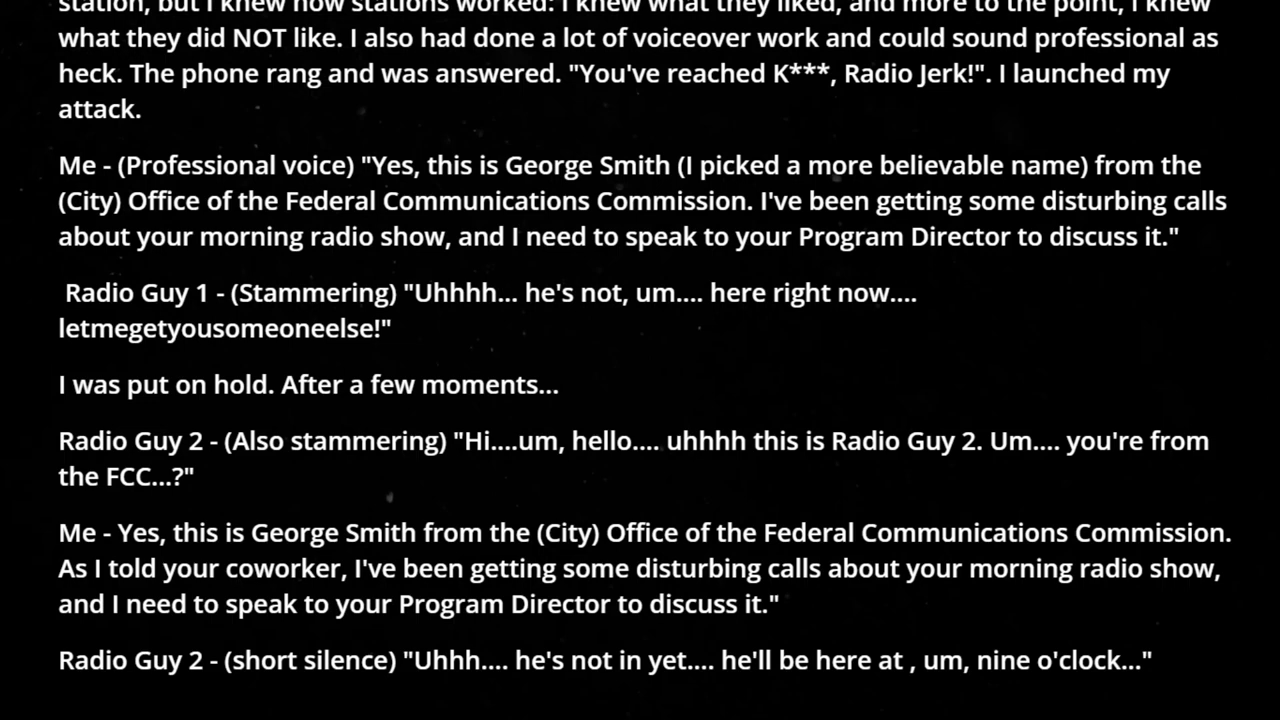 station, but I knew how stations worked: I knew what they liked, and more to the point, I knew
what they did NOT like. I also had done a lot of voiceover work and could sound professional as
heck. The phone rang and was answered. "You've reached K***, Radio Jerk!". I launched my
attack.
Me - (Professional voice) "Yes, this is George Smith (I picked a more believable name) from the
(City) Office of the Federal Communications Commission. I've been getting some disturbing calls
about your morning radio show, and I need to speak to your Program Director to discuss it."
Radio Guy 1 - (Stammering) "Uhhhh... he's not, um.... here right now....
letmegetyousomeoneelse!"
I was put on hold. After a few moments...
Radio Guy 2 - (Also stammering) "Hi....um, hello.... uhhhh this is Radio Guy 2. Um.... you're from
the FCC...?"
Me - Yes, this is George Smith from the (City) Office of the Federal Communications Commission.
As I told your coworker, I've been getting some disturbing calls about your morning radio show,
and I need to speak to your Program Director to discuss it."
Radio Guy 2 - (short silence) "Uhhh.... he's not in yet.... he'll be here at , um, nine o'clock..."